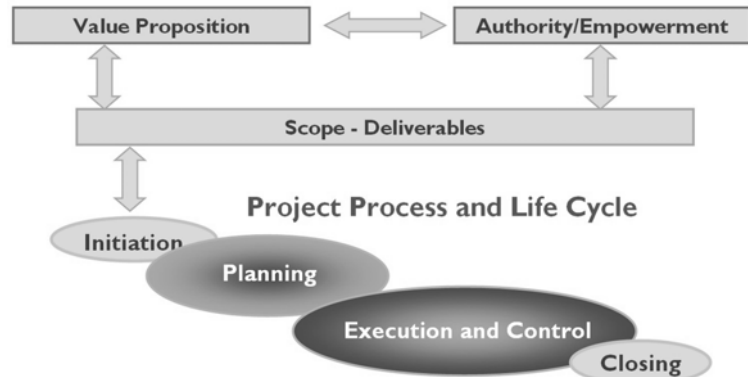 Value Proposition
Authority/Empowerment
Scope - Deliverables
Project Process and Life Cycle
Initiation
Planning
Execution and Control
Closing